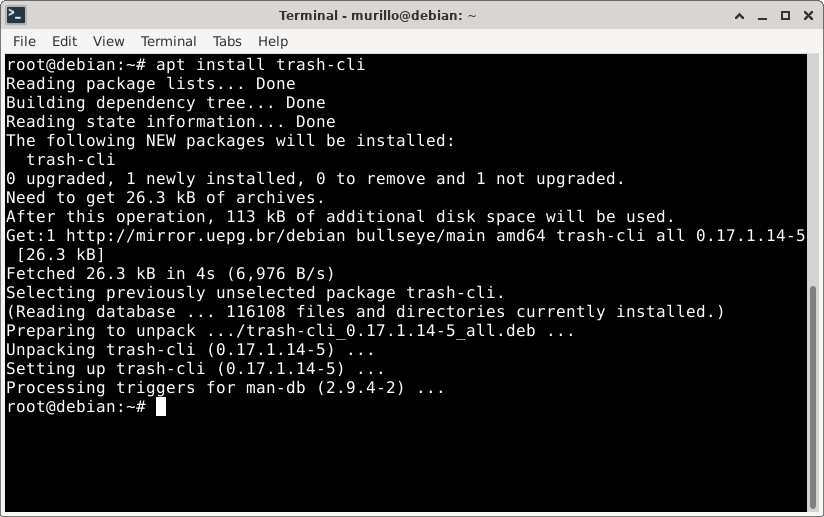 Terminal - murillo@debian: ~
File Edit View Terminal Tabs Help
root@debian:~# apt install trash-cli
Reading package lists... Done
Building dependency tree... Done
Reading state information... Done
The following NEW packages will be installed:
  trash-cli
0 upgraded, 1 newly installed, 0 to remove and 1 not upgraded.
Need to get 26.3 kB of archives.
After this operation, 113 kB of additional disk space will be used.
Get:1 http://mirror.uepg.br/debian bullseye/main amd64 trash-cli all 0.17.1.14-5
 [26.3 kB]
Fetched 26.3 kB in 4s (6,976 B/s)
Selecting previously unselected package trash-cli.
(Reading database ... 116108 files and directories currently installed.)
Preparing to unpack .../trash-cli_0.17.1.14-5_all.deb ...
Unpacking trash-cli (0.17.1.14-5) ...
Setting up trash-cli (0.17.1.14-5) ...
Processing triggers for man-db (2.9.4-2) ...
root@debian:~#